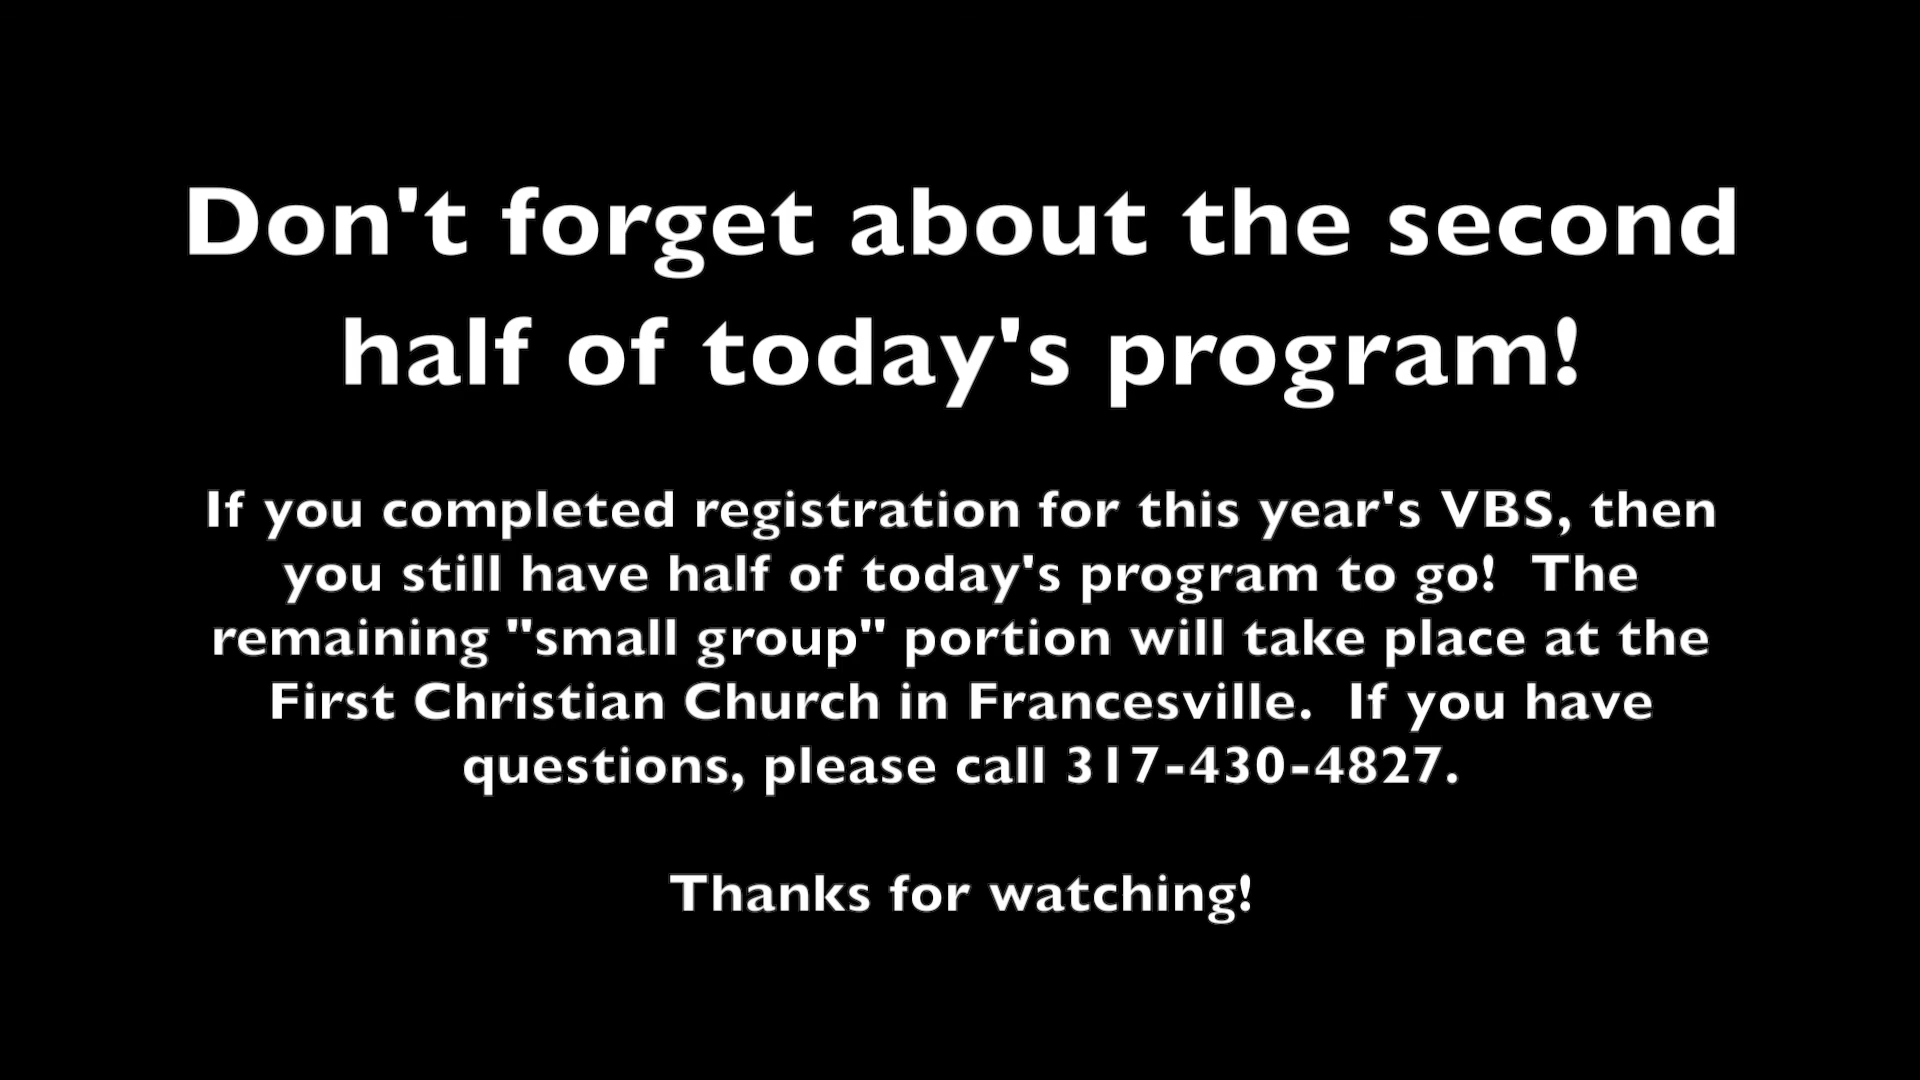 Don't forget about the second
half of today's program!
If you completed registration for this year's VBS, then
you still have half of today's program to go!  The
remaining "small group" portion will take place at the
First Christian Church in Francesville.  If you have
questions, please call 317-430-4827.
Thanks for watching!